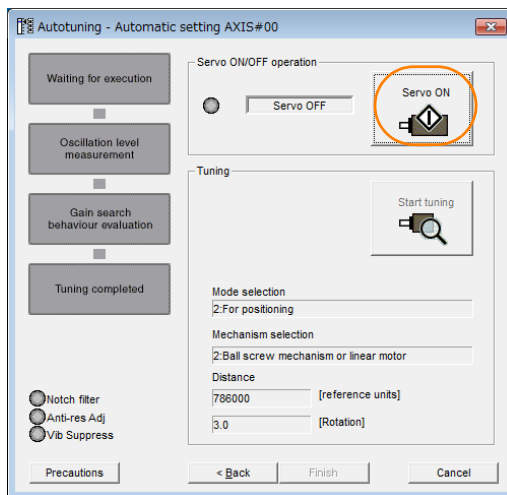 Autotuning - Automatic setting AXIS#00
Waiting for execution
Oscillation level
measurement
Gain search
behaviour evaluation
Tuning completed
Notch filter
Anti-res Adj
Vib Suppress
Servo ON/OFF operation
Servo OFF
Servo ON
Tuning
Start tuning
Mode selection
2:For positioning
Mechanism selection
2:Ball screw mechanism or linear motor
Distance
786000 [reference units]
3.0 [Rotation]
Precautions
< Back
Finish
Cancel